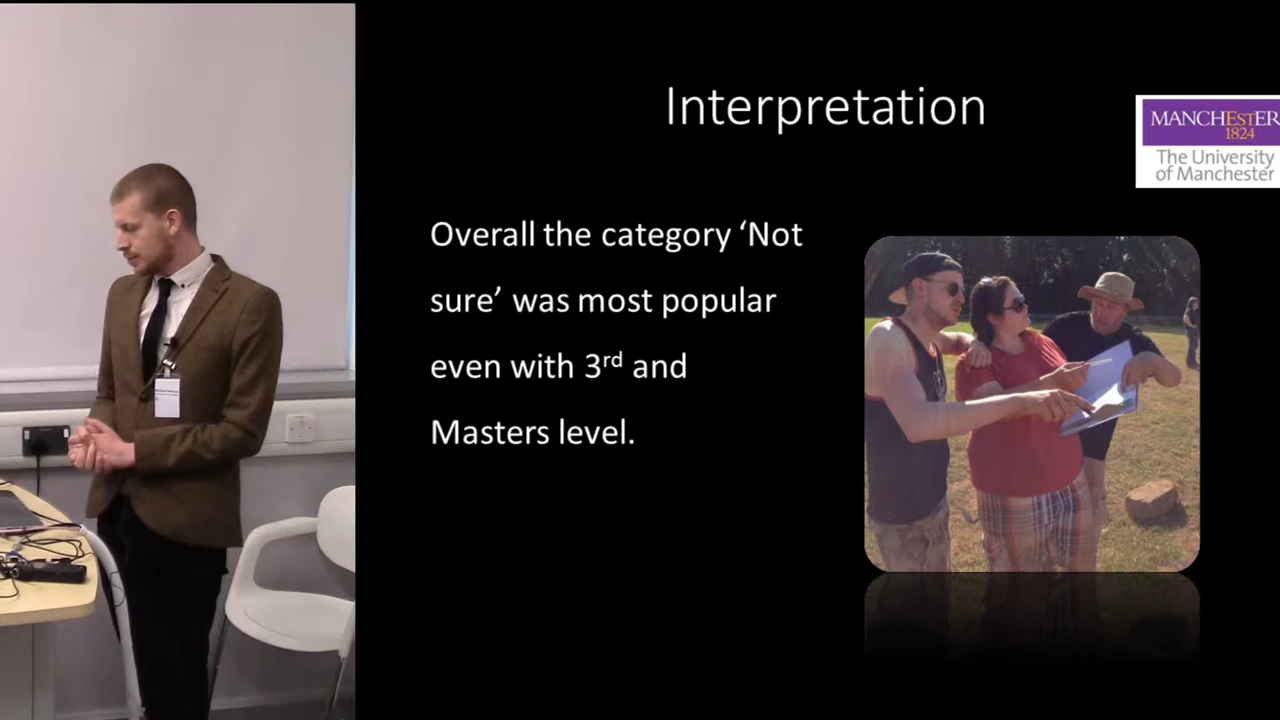 Interpretation
MANCHESTER
1824
The University
of Manchester
Overall the category ‘Not
sure’ was most popular
even with 3rd and
Masters level.